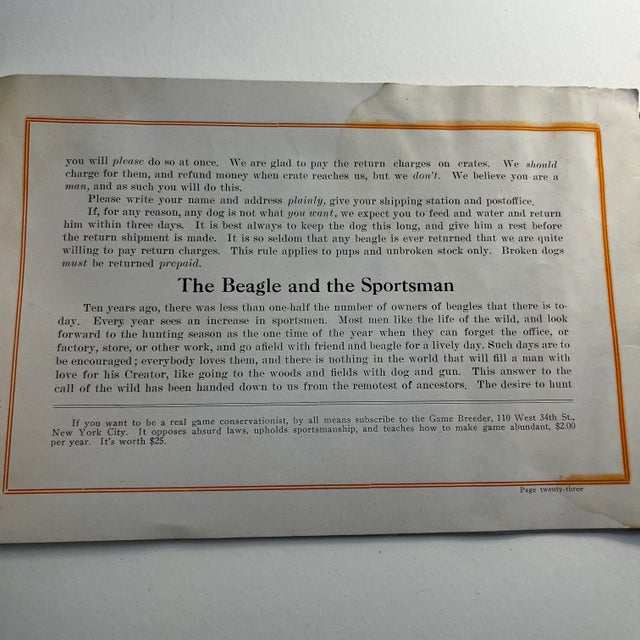 you will please do so at once. We are glad to pay the return charges on crates. We should
charge for them, and refund money when crate reaches us, but we don't. We believe you are a
man, and as such you will do this.
Please write your name and address plainly, give your shipping station and postoffice.
If, for any reason, any dog is not what you want, we expect you to feed and water and return
him within three days. It is best always to keep the dog this long, and give him a rest before
the return shipment is made. It is so seldom that any beagle is ever returned that we are quite
willing to pay return charges. This rule applies to pups and unbroken stock only. Broken dogs
must be returned prepaid.
The Beagle and the Sportsman
Ten years ago, there was less than one-half the number of owners of beagles that there is to-
day. Every year sees an increase in sportsmen. Most men like the life of the wild, and look
forward to the hunting season as the one time of the year when they can forget the office, or
factory, store, or other work, and go afield with friend and beagle for a lively day. Such days are to
be encouraged; everybody loves them, and there is nothing in the world that will fill a man with
love for his Creator, like going to the woods and fields with dog and gun. This answer to the
call of the wild has been handed down to us from the remotest of ancestors. The desire to hunt
If you want to be a real game conservationist, by all means subscribe to the Game Breeder, 110 West 34th St.,
New York City. It opposes absurd laws, upholds sportsmanship, and teaches how to make game abundant, $2.00
per year. It's worth $25.
Page twenty-three